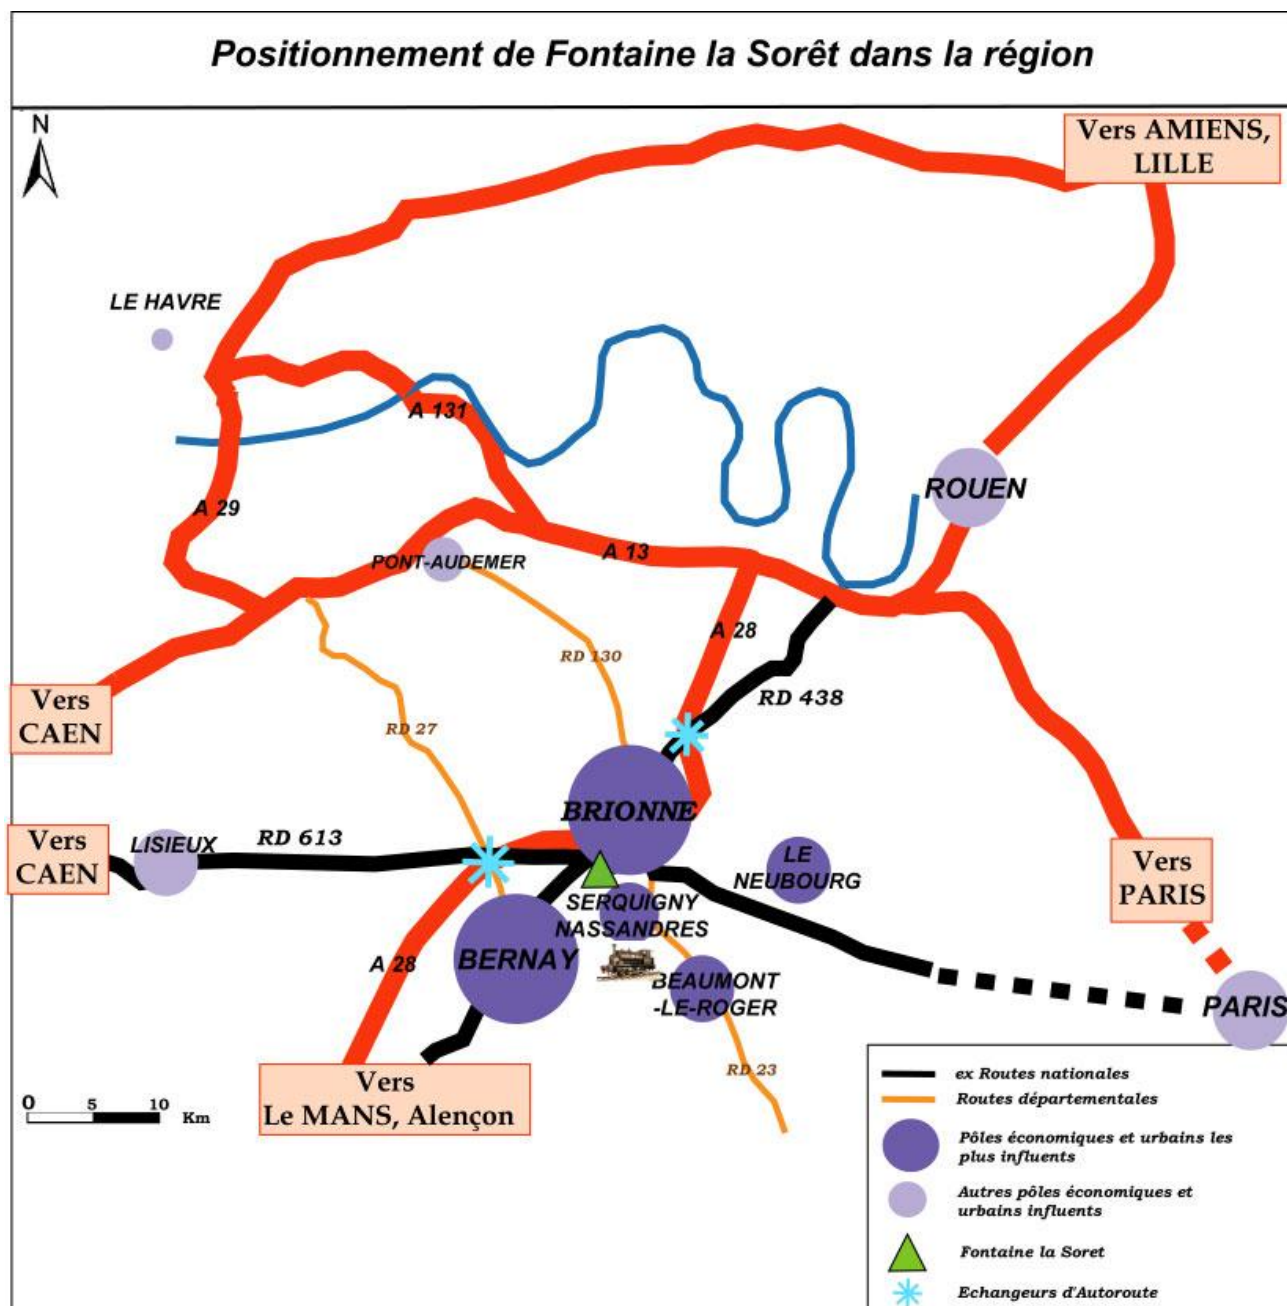 Positionnement de Fontaine la Sorêt dans la région
N
Vers AMIENS,
LILLE
LE HAVRE
A 131
A 29
ROUEN
A 13
PONT-AUDEMER
A 28
RD 130
RD 438
Vers
CAEN
RD 27
BRIONNE
Vers
CAEN
LISIEUX
RD 613
LE
NEUBOURG
Vers
PARIS
SERQUIGNY
NASSANDRES
BERNAY
A 28
BEAUMONT
-LE-ROGER
PARIS
RD 23
Vers
Le MANS, Alençon
0 5 10 Km
ex Routes nationales
Routes départementales
Pôles économiques et urbains les
plus influents
Autres pôles économiques et
urbains influents
Fontaine la Soret
Echangeurs d'Autoroute